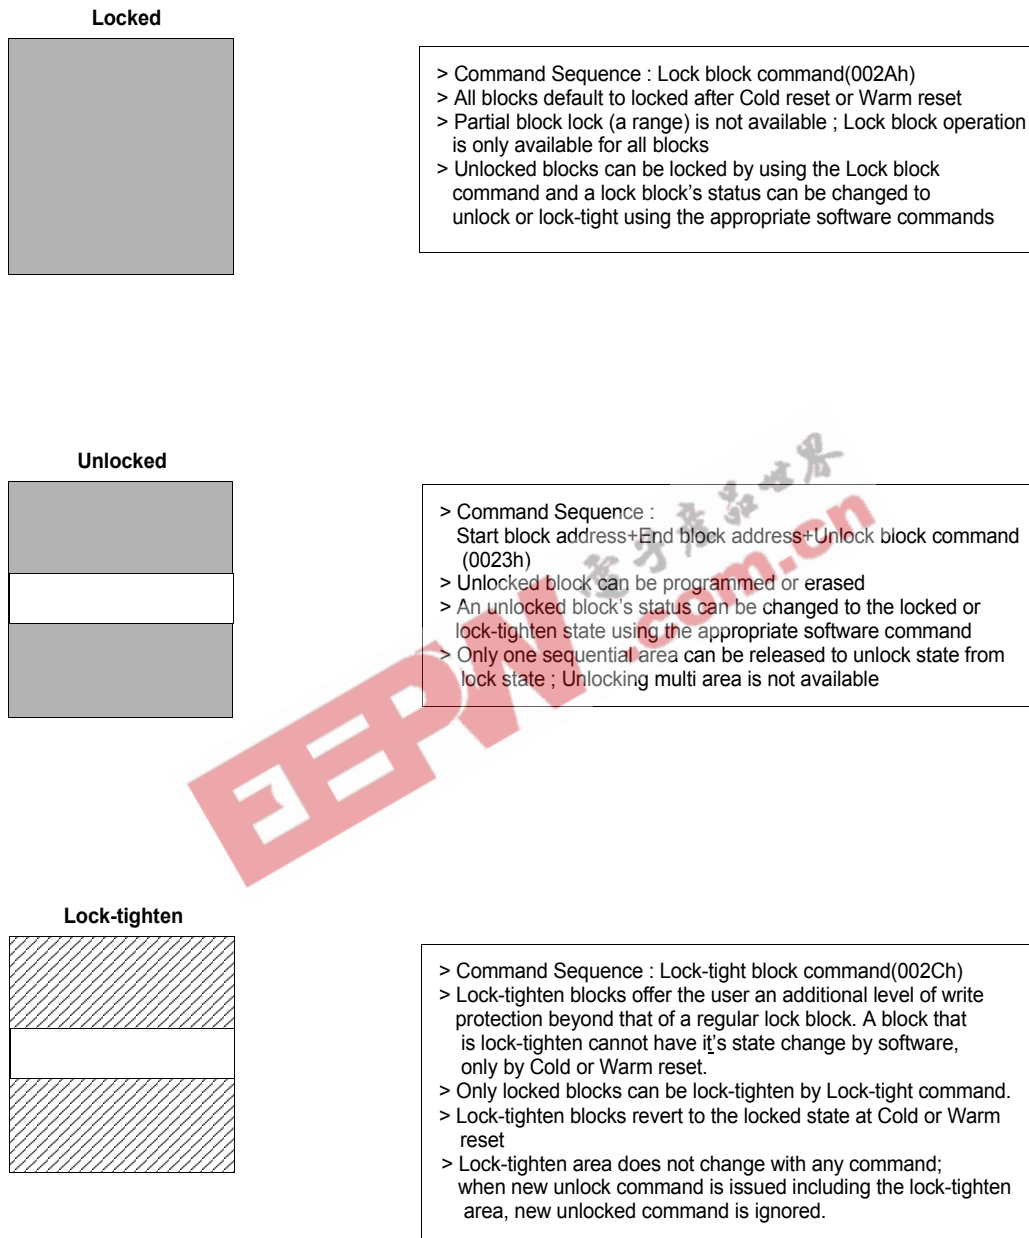 Locked
> Command Sequence : Lock block command(002Ah)
> All blocks default to locked after Cold reset or Warm reset
> Partial block lock (a range) is not available ; Lock block operation
is only available for all blocks
> Unlocked blocks can be locked by using the Lock block
command and a lock block's status can be changed to
unlock or lock-tight using the appropriate software commands
Unlocked
> Command Sequence :
Start block address+End block address+Unlock block command
(0023h)
> Unlocked block can be programmed or erased
> An unlocked block's status can be changed to the locked or
lock-tighten state using the appropriate software command
> Only one sequential area can be released to unlock state from
lock state ; Unlocking multi area is not available
EEPW
.com.cn
電子產品世界
Lock-tighten
> Command Sequence : Lock-tight block command(002Ch)
> Lock-tighten blocks offer the user an additional level of write
protection beyond that of a regular lock block. A block that
is lock-tighten cannot have it's state change by software,
only by Cold or Warm reset.
> Only locked blocks can be lock-tighten by Lock-tight command.
> Lock-tighten blocks revert to the locked state at Cold or Warm
reset
> Lock-tighten area does not change with any command;
when new unlock command is issued including the lock-tighten
area, new unlocked command is ignored.